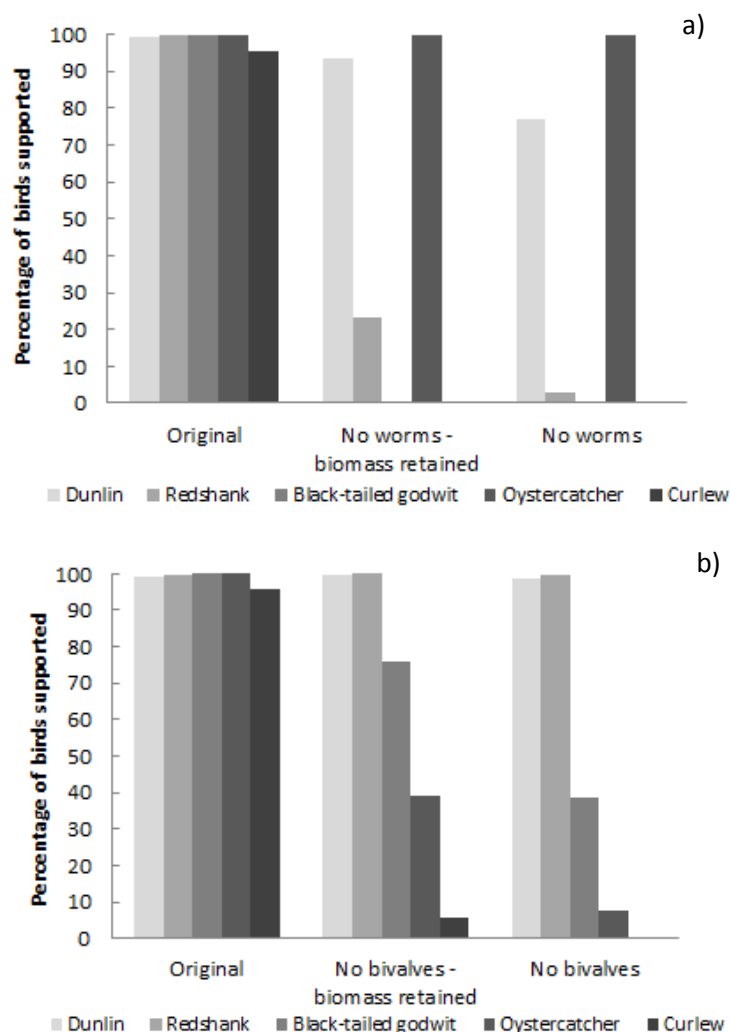 a)
Percentage of birds supported
100
90
80
70
60
50
40
30
20
10
0
Original
No worms -
biomass retained
No worms
Dunlin Redshank Black-tailed godwit Oystercatcher Curlew
b)
Percentage of birds supported
100
90
80
70
60
50
40
30
20
10
0
Original
No bivalves -
biomass retained
No bivalves
Dunlin Redshank Black-tailed godwit Oystercatcher Curlew